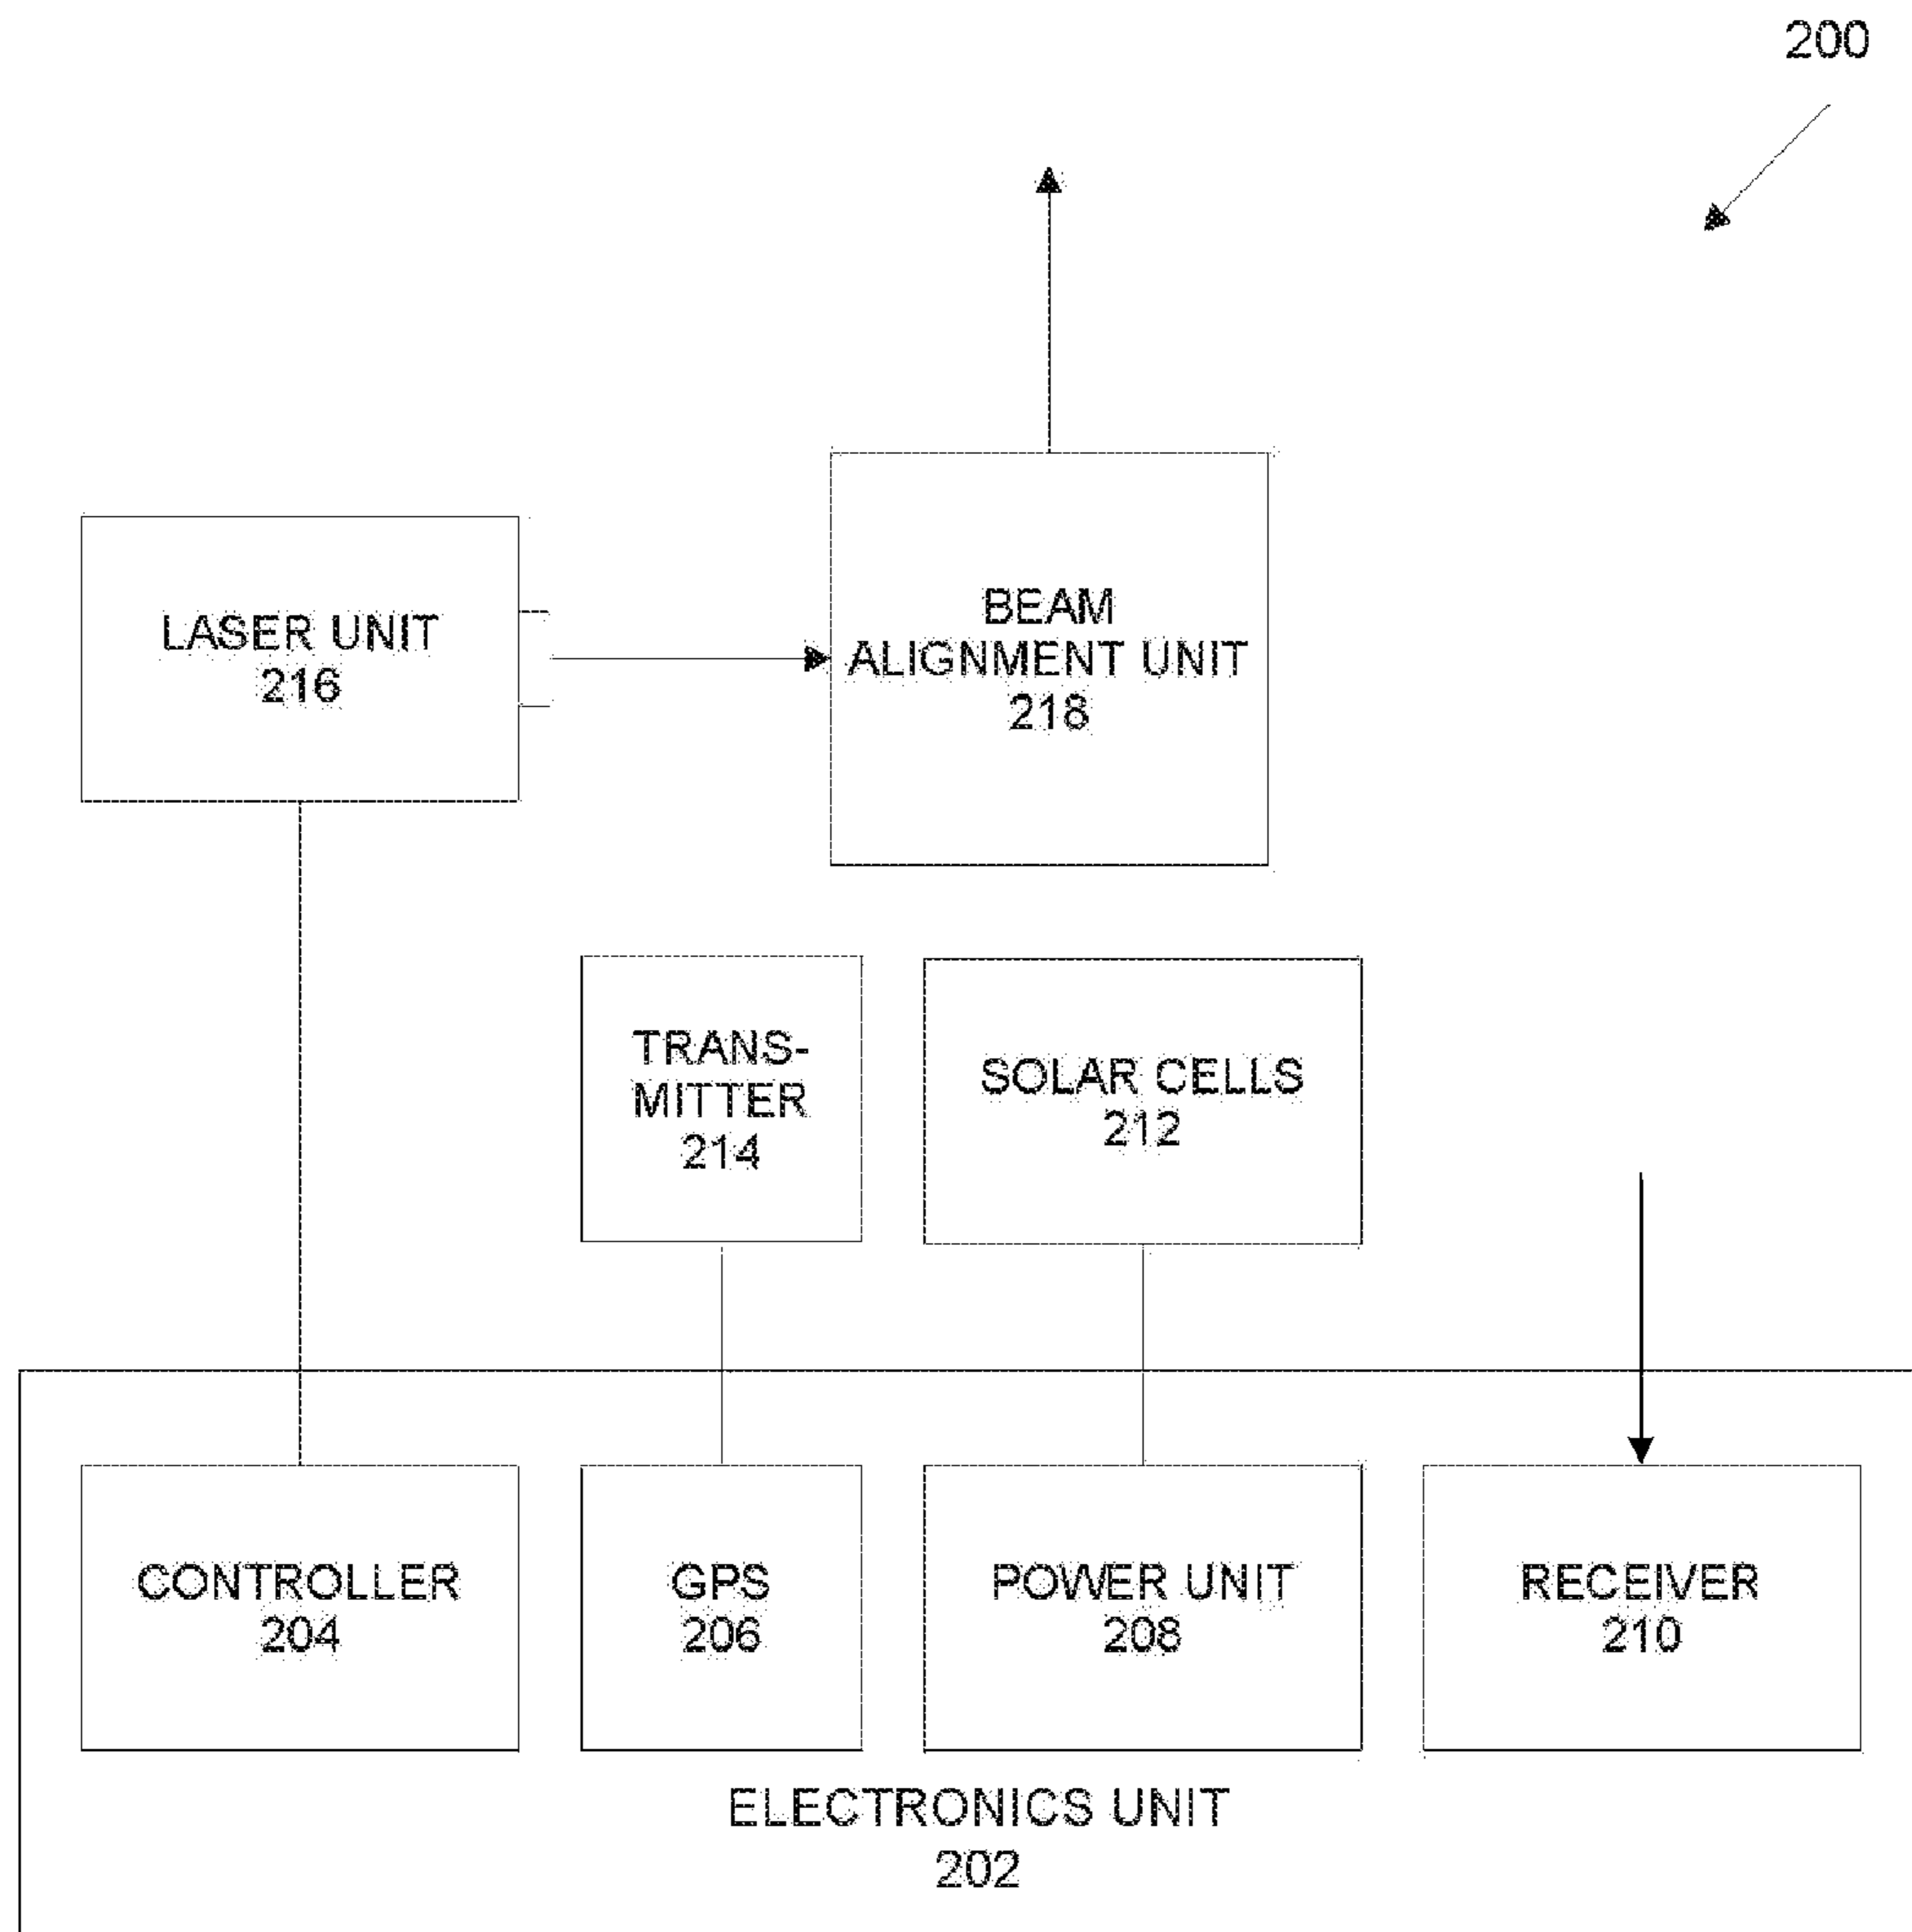 200
LASER UNIT
216
BEAM
ALIGNMENT UNIT
218
TRANS-
MITTER
214
SOLAR CELLS
212
CONTROLLER
204
GPS
206
POWER UNIT
208
RECEIVER
210
ELECTRONICS UNIT
202